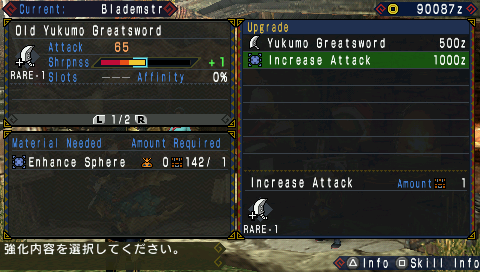 Current: Blademstr
90087z
Old Yukumo Greatsword
Attack 65
Shrpnss +1
RARE-1 Slots --- Affinity 0%
L 1/2 R
Material Needed Amount Required
Enhance Sphere 0 142/ 1
Upgrade
Yukumo Greatsword 500z
Increase Attack 1000z
Increase Attack Amount 1
RARE-1
強化内容を選択してください。
Info Skill Info